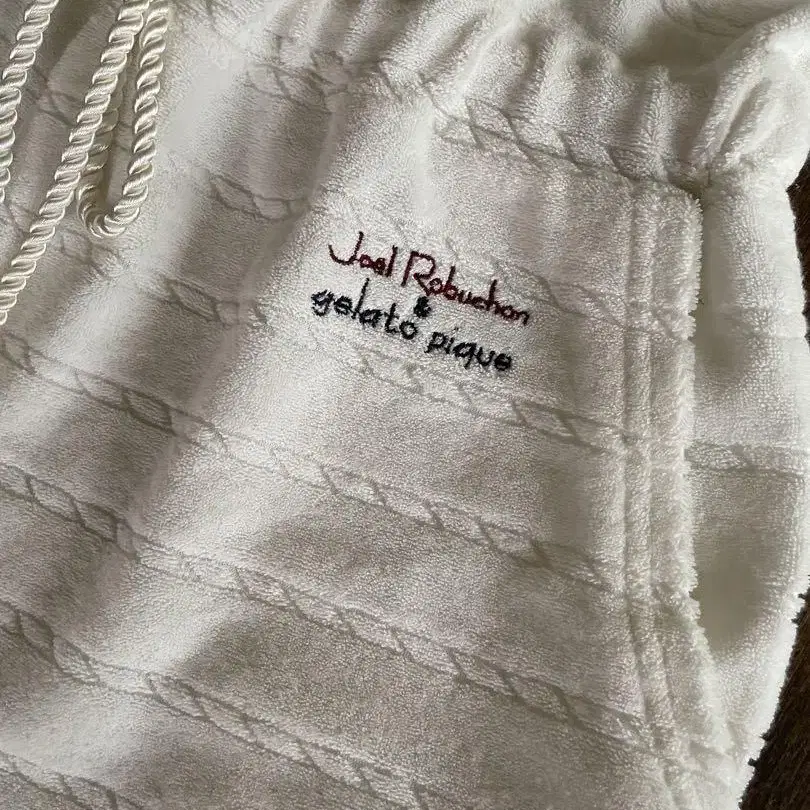 Joel Robuchon
&
gelato pique